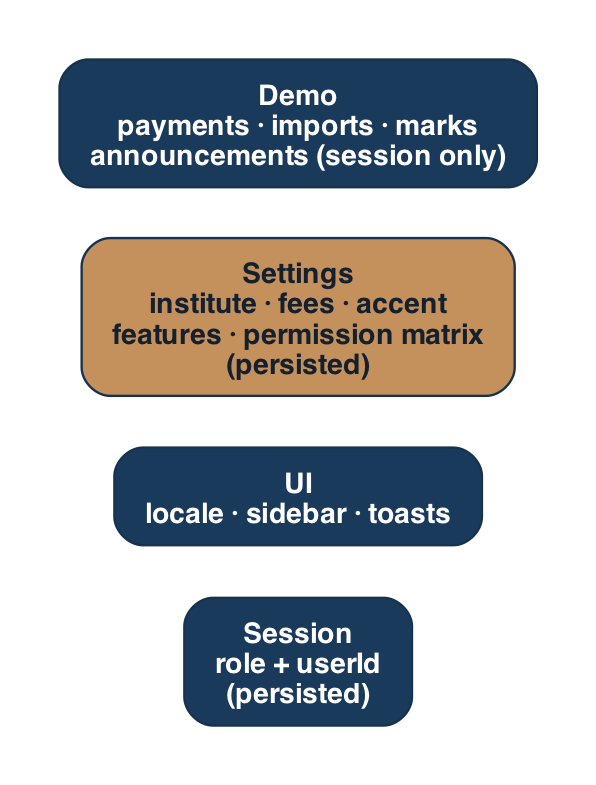 Demo
payments · imports · marks
announcements (session only)
Settings
institute · fees · accent
features · permission matrix
(persisted)
UI
locale · sidebar · toasts
Session
role + userId
(persisted)